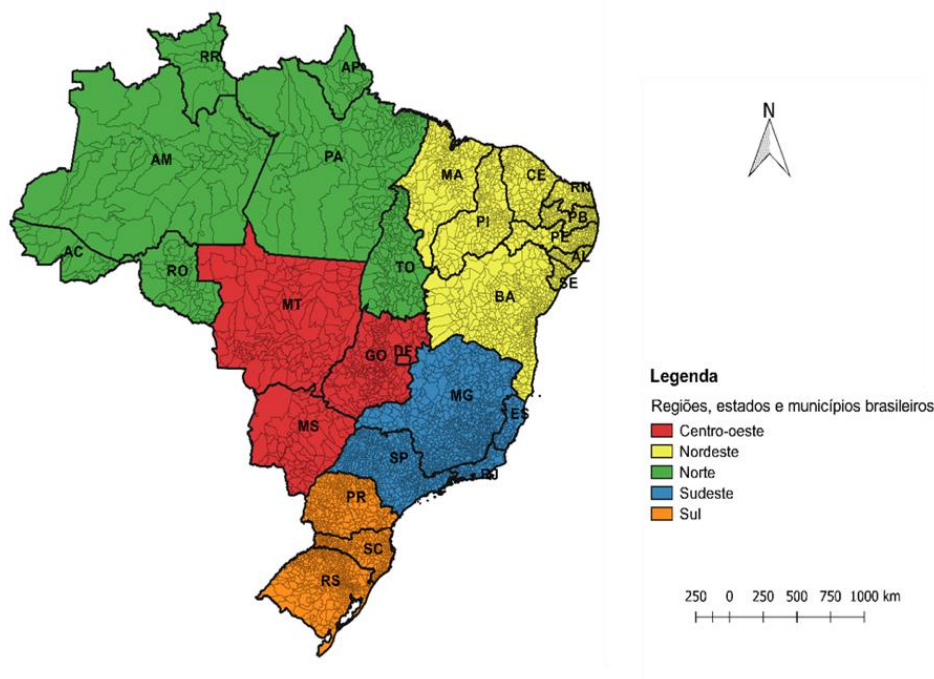 RR
AP
AM
PA
MA
CE
RN
PI
PB
PE
AC
AL
RO
TO
SE
BA
MT
GO
DF
MG
MS
ES
SP
RJ
PR
SC
RS
N
Legenda
Regiões, estados e municípios brasileiros
Centro-oeste
Nordeste
Norte
Sudeste
Sul
250 0 250 500 750 1000 km